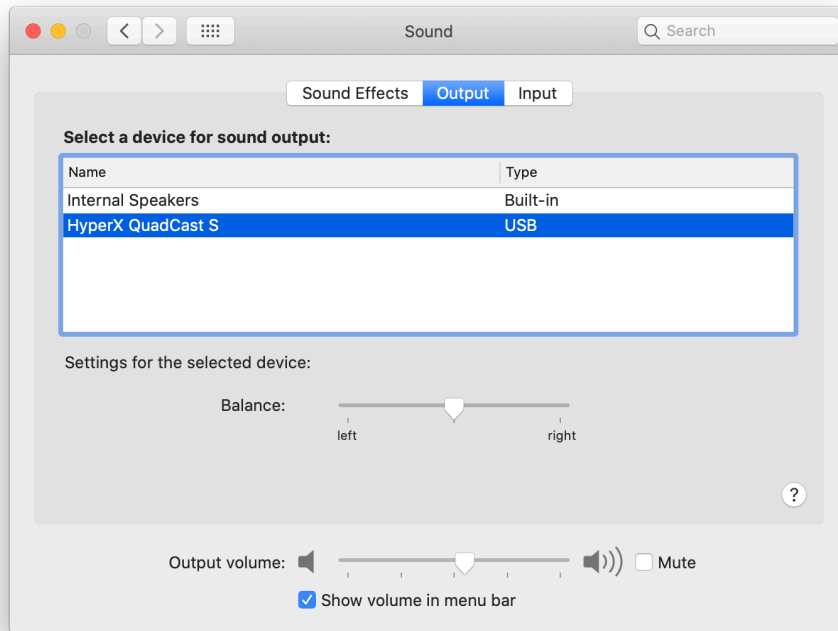 Sound
Search
Sound Effects Output Input
Select a device for sound output:
Name Type
Internal Speakers Built-in
HyperX QuadCast S USB
Settings for the selected device:
Balance:
left right
?
Output volume: Mute
Show volume in menu bar